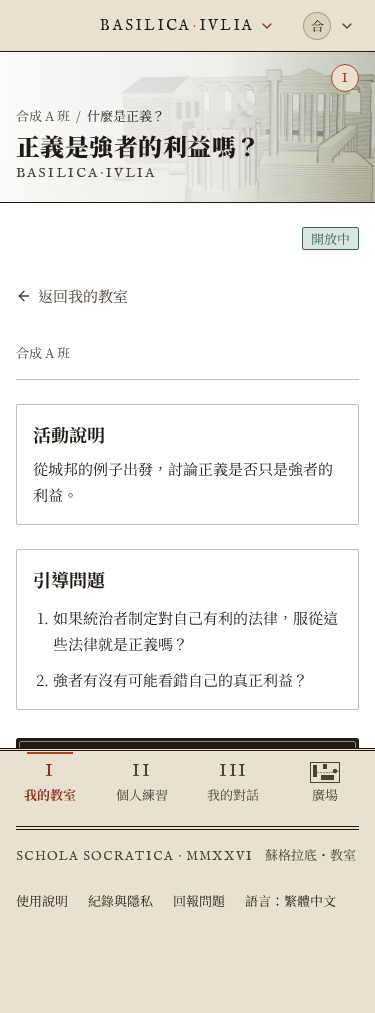 BASILICA·IVLIA
合
I
合成 A 班 / 什麼是正義？
正義是強者的利益嗎？
BASILICA·IVLIA
開放中
← 返回我的教室
合成 A 班
活動說明
從城邦的例子出發，討論正義是否只是強者的
利益。
引導問題
1. 如果統治者制定對自己有利的法律，服從這
些法律就是正義嗎？
2. 強者有沒有可能看錯自己的真正利益？
I
我的教室
II
個人練習
III
我的對話
廣場
SCHOLA SOCRATICA · MMXXVI 蘇格拉底・教室
使用說明 紀錄與隱私 回報問題 語言：繁體中文